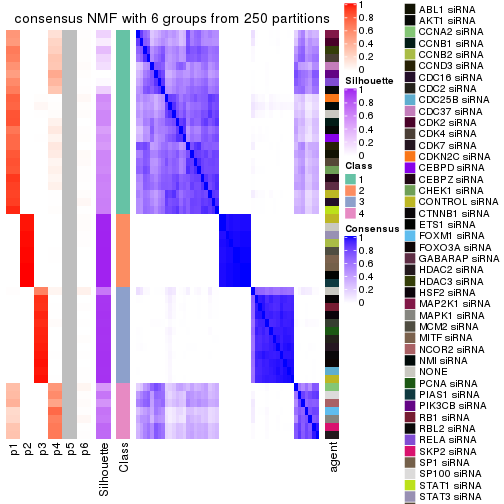 consensus NMF with 6 groups from 250 partitions
p1
p2
p3
p4
p5
p6
Silhouette
Class
agent
1
0.8
0.6
0.4
0.2
0
Silhouette
1
0.8
0.6
0.4
0.2
0
Class
1
2
3
4
Consensus
1
0.8
0.6
0.4
0.2
0
ABL1 siRNA
AKT1 siRNA
CCNA2 siRNA
CCNB1 siRNA
CCNB2 siRNA
CCND3 siRNA
CDC16 siRNA
CDC2 siRNA
CDC25B siRNA
CDC37 siRNA
CDK2 siRNA
CDK4 siRNA
CDK7 siRNA
CDKN2C siRNA
CEBPD siRNA
CEBPZ siRNA
CHEK1 siRNA
CONTROL siRNA
CTNNB1 siRNA
ETS1 siRNA
FOXM1 siRNA
FOXO3A siRNA
GABARAP siRNA
HDAC2 siRNA
HDAC3 siRNA
HSF2 siRNA
MAP2K1 siRNA
MAPK1 siRNA
MCM2 siRNA
MITF siRNA
NCOR2 siRNA
NMI siRNA
NONE
PCNA siRNA
PIAS1 siRNA
PIK3CB siRNA
RB1 siRNA
RBL2 siRNA
RELA siRNA
SKP2 siRNA
SP1 siRNA
SP100 siRNA
STAT1 siRNA
STAT3 siRNA